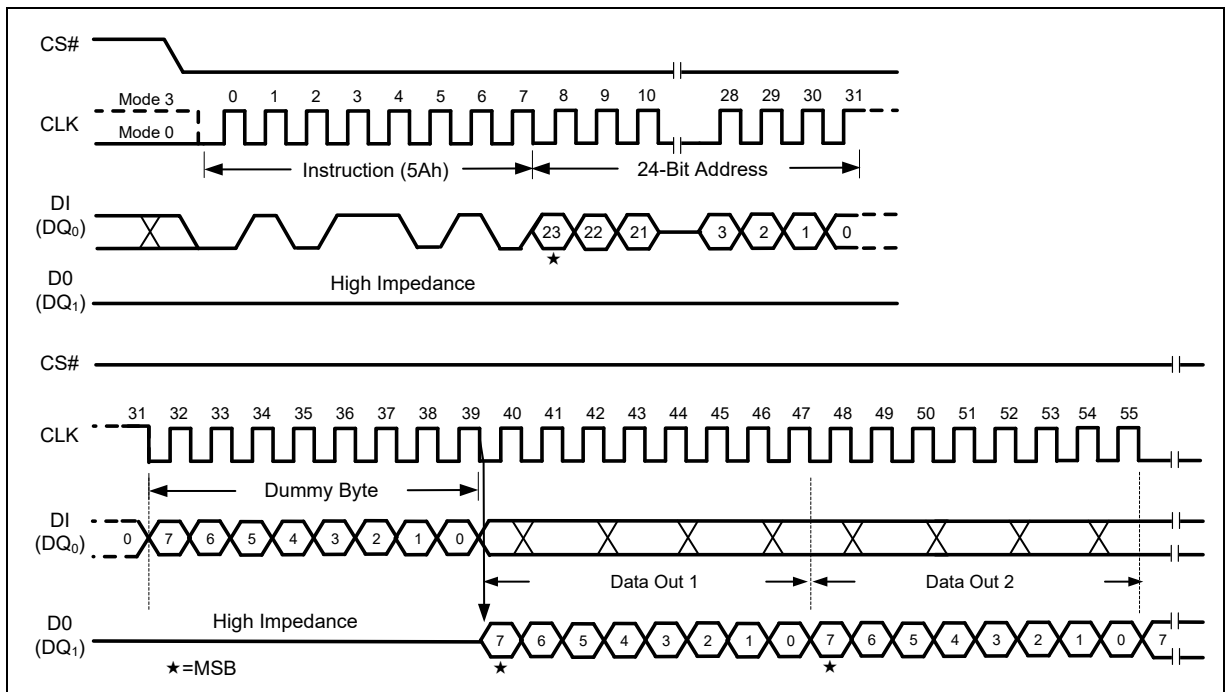 CS#
Mode 3
0 1 2 3 4 5 6 7 8 9 10 28 29 30 31
CLK
Mode 0
Instruction (5Ah) 24-Bit Address
DI
(DQ0)
23 22 21 3 2 1 0
★
D0
(DQ1)
High Impedance
CS#
31 32 33 34 35 36 37 38 39 40 41 42 43 44 45 46 47 48 49 50 51 52 53 54 55
CLK
Dummy Byte
DI
(DQ0)
0 7 6 5 4 3 2 1 0
Data Out 1 Data Out 2
D0
(DQ1)
High Impedance
7 6 5 4 3 2 1 0 7 6 5 4 3 2 1 0 7
★=MSB ★ ★